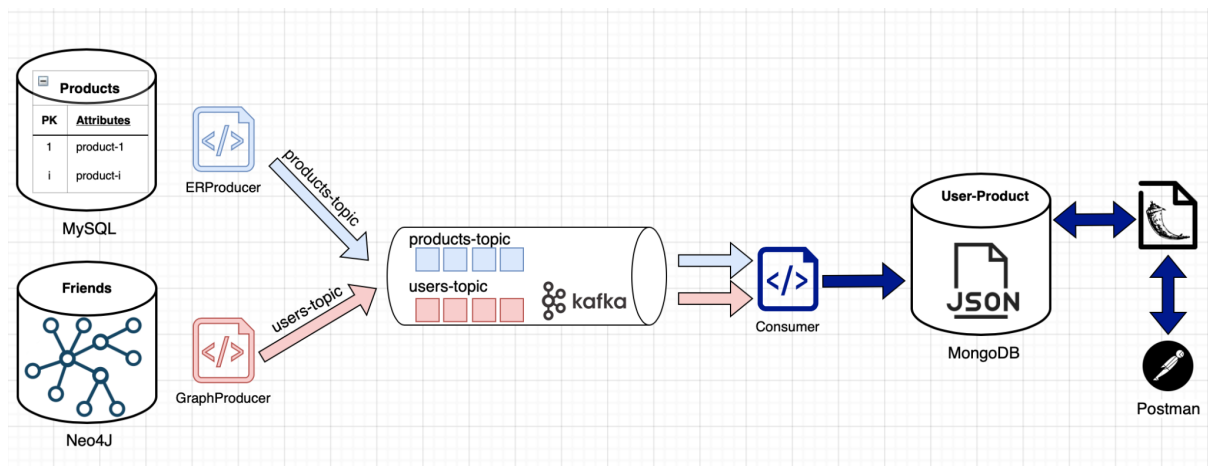 Products
PK Attributes
1 product-1
i product-i
MySQL
</>
ERProducer
products-topic
Friends
Neo4J
</>
GraphProducer
users-topic
products-topic
users-topic
kafka
</>
Consumer
User-Product
JSON
MongoDB
Postman